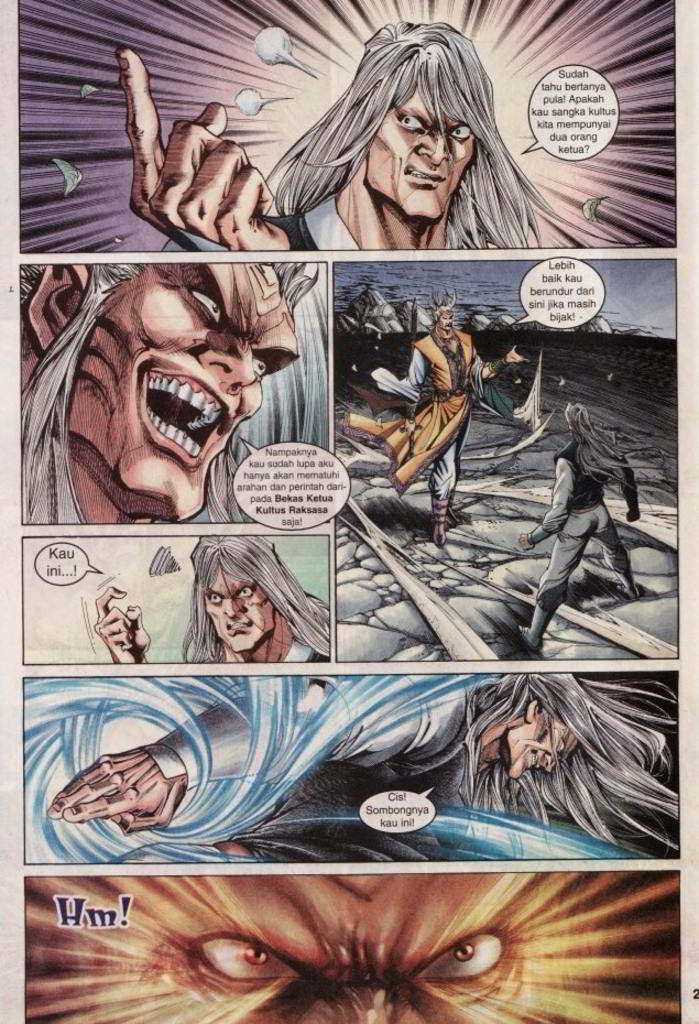 Sudah
tahu bertanya
pula! Apakah
kau sangka kultus
kita mempunyai
dua orang
ketua?
Nampaknya
kau sudah lupa aku
hanya akan mematuhi
arahan dan perintah dari-
pada Bekas Ketua
Kultus Raksasa
saja!
Lebih
baik kau
berundur dari
sini jika masih
bijak!
Kau
ini...!
Cis!
Sombongnya
kau ini!
Hm!
2